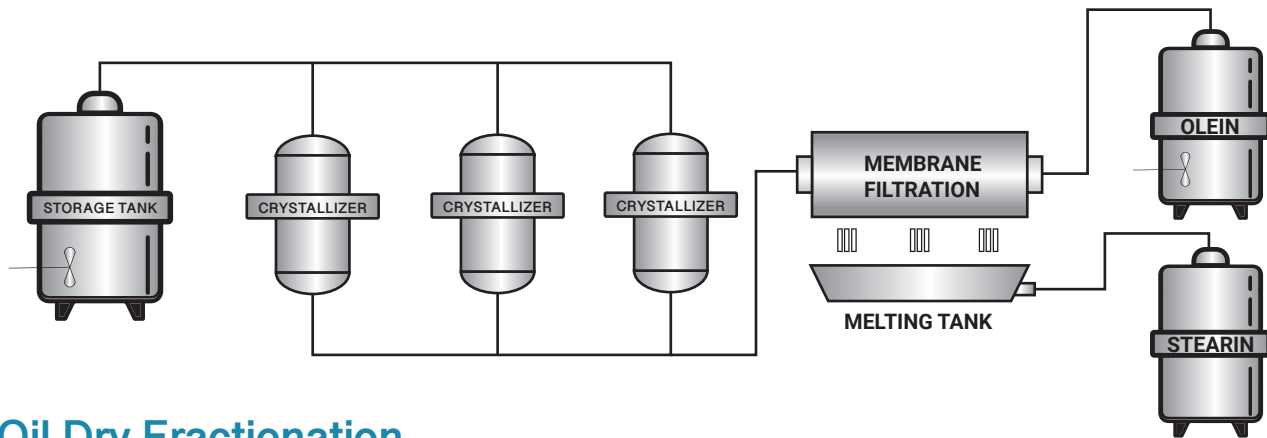 STORAGE TANK
CRYSTALLIZER
CRYSTALLIZER
CRYSTALLIZER
MEMBRANE
FILTRATION
MELTING TANK
OLEIN
STEARIN
Oil Dry Fractionation